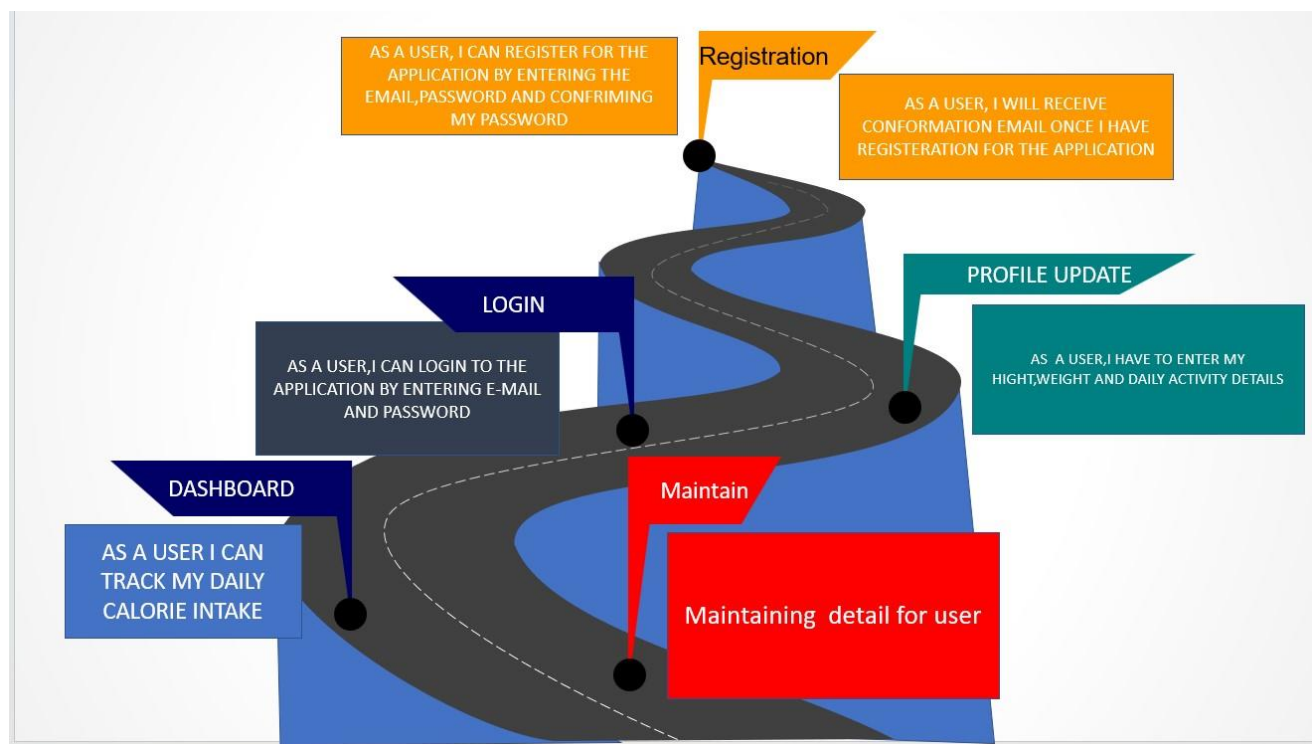 AS A USER, I CAN REGISTER FOR THE
APPLICATION BY ENTERING THE
EMAIL,PASSWORD AND CONFRIMING
MY PASSWORD
Registration
AS A USER, I WILL RECEIVE
CONFORMATION EMAIL ONCE I HAVE
REGISTERATION FOR THE APPLICATION
LOGIN
AS A USER,I CAN LOGIN TO THE
APPLICATION BY ENTERING E-MAIL
AND PASSWORD
PROFILE UPDATE
AS A USER,I HAVE TO ENTER MY
HIGHT,WEIGHT AND DAILY ACTIVITY DETAILS
DASHBOARD
AS A USER I CAN
TRACK MY DAILY
CALORIE INTAKE
Maintain
Maintaining detail for user